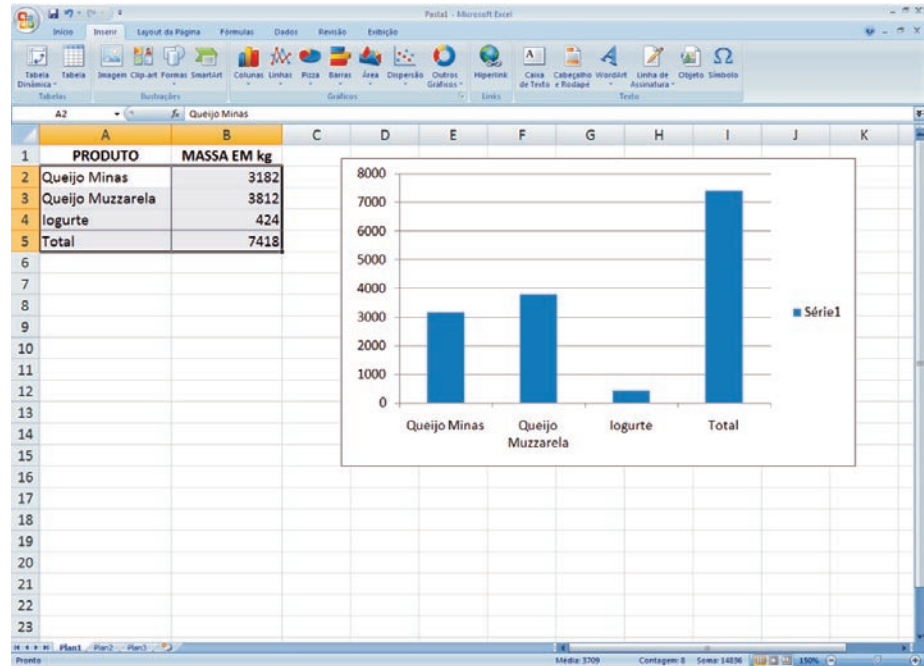 Pasta1 - Microsoft Excel
Início Inserir Layout da Página Fórmulas Dados Revisão Exibição
Tabela Dinâmica Tabela Imagem Clip-art Formas SmartArt Colunas Linhas Pizza Barras Área Dispersão Outros Gráficos Hiperlink Caixa de Texto Cabeçalho e Rodapé WordArt Linha de Assinatura Objeto Símbolo
Tabelas Ilustrações Gráficos Links Texto
A2 fx Queijo Minas
A B C D E F G H I J K
1 PRODUTO MASSA EM kg
2 Queijo Minas 3182
3 Queijo Muzzarela 3812
4 Iogurte 424
5 Total 7418
6
7
8
9
10
11
12
13
14
15
16
17
18
19
20
21
22
23
8000
7000
6000
5000
4000
3000
2000
1000
0
Queijo Minas Queijo Muzzarela Iogurte Total
Série1
Plant Plan2 Plan3
Pronto Média: 3709 Contagem: 8 Soma: 14836 150%